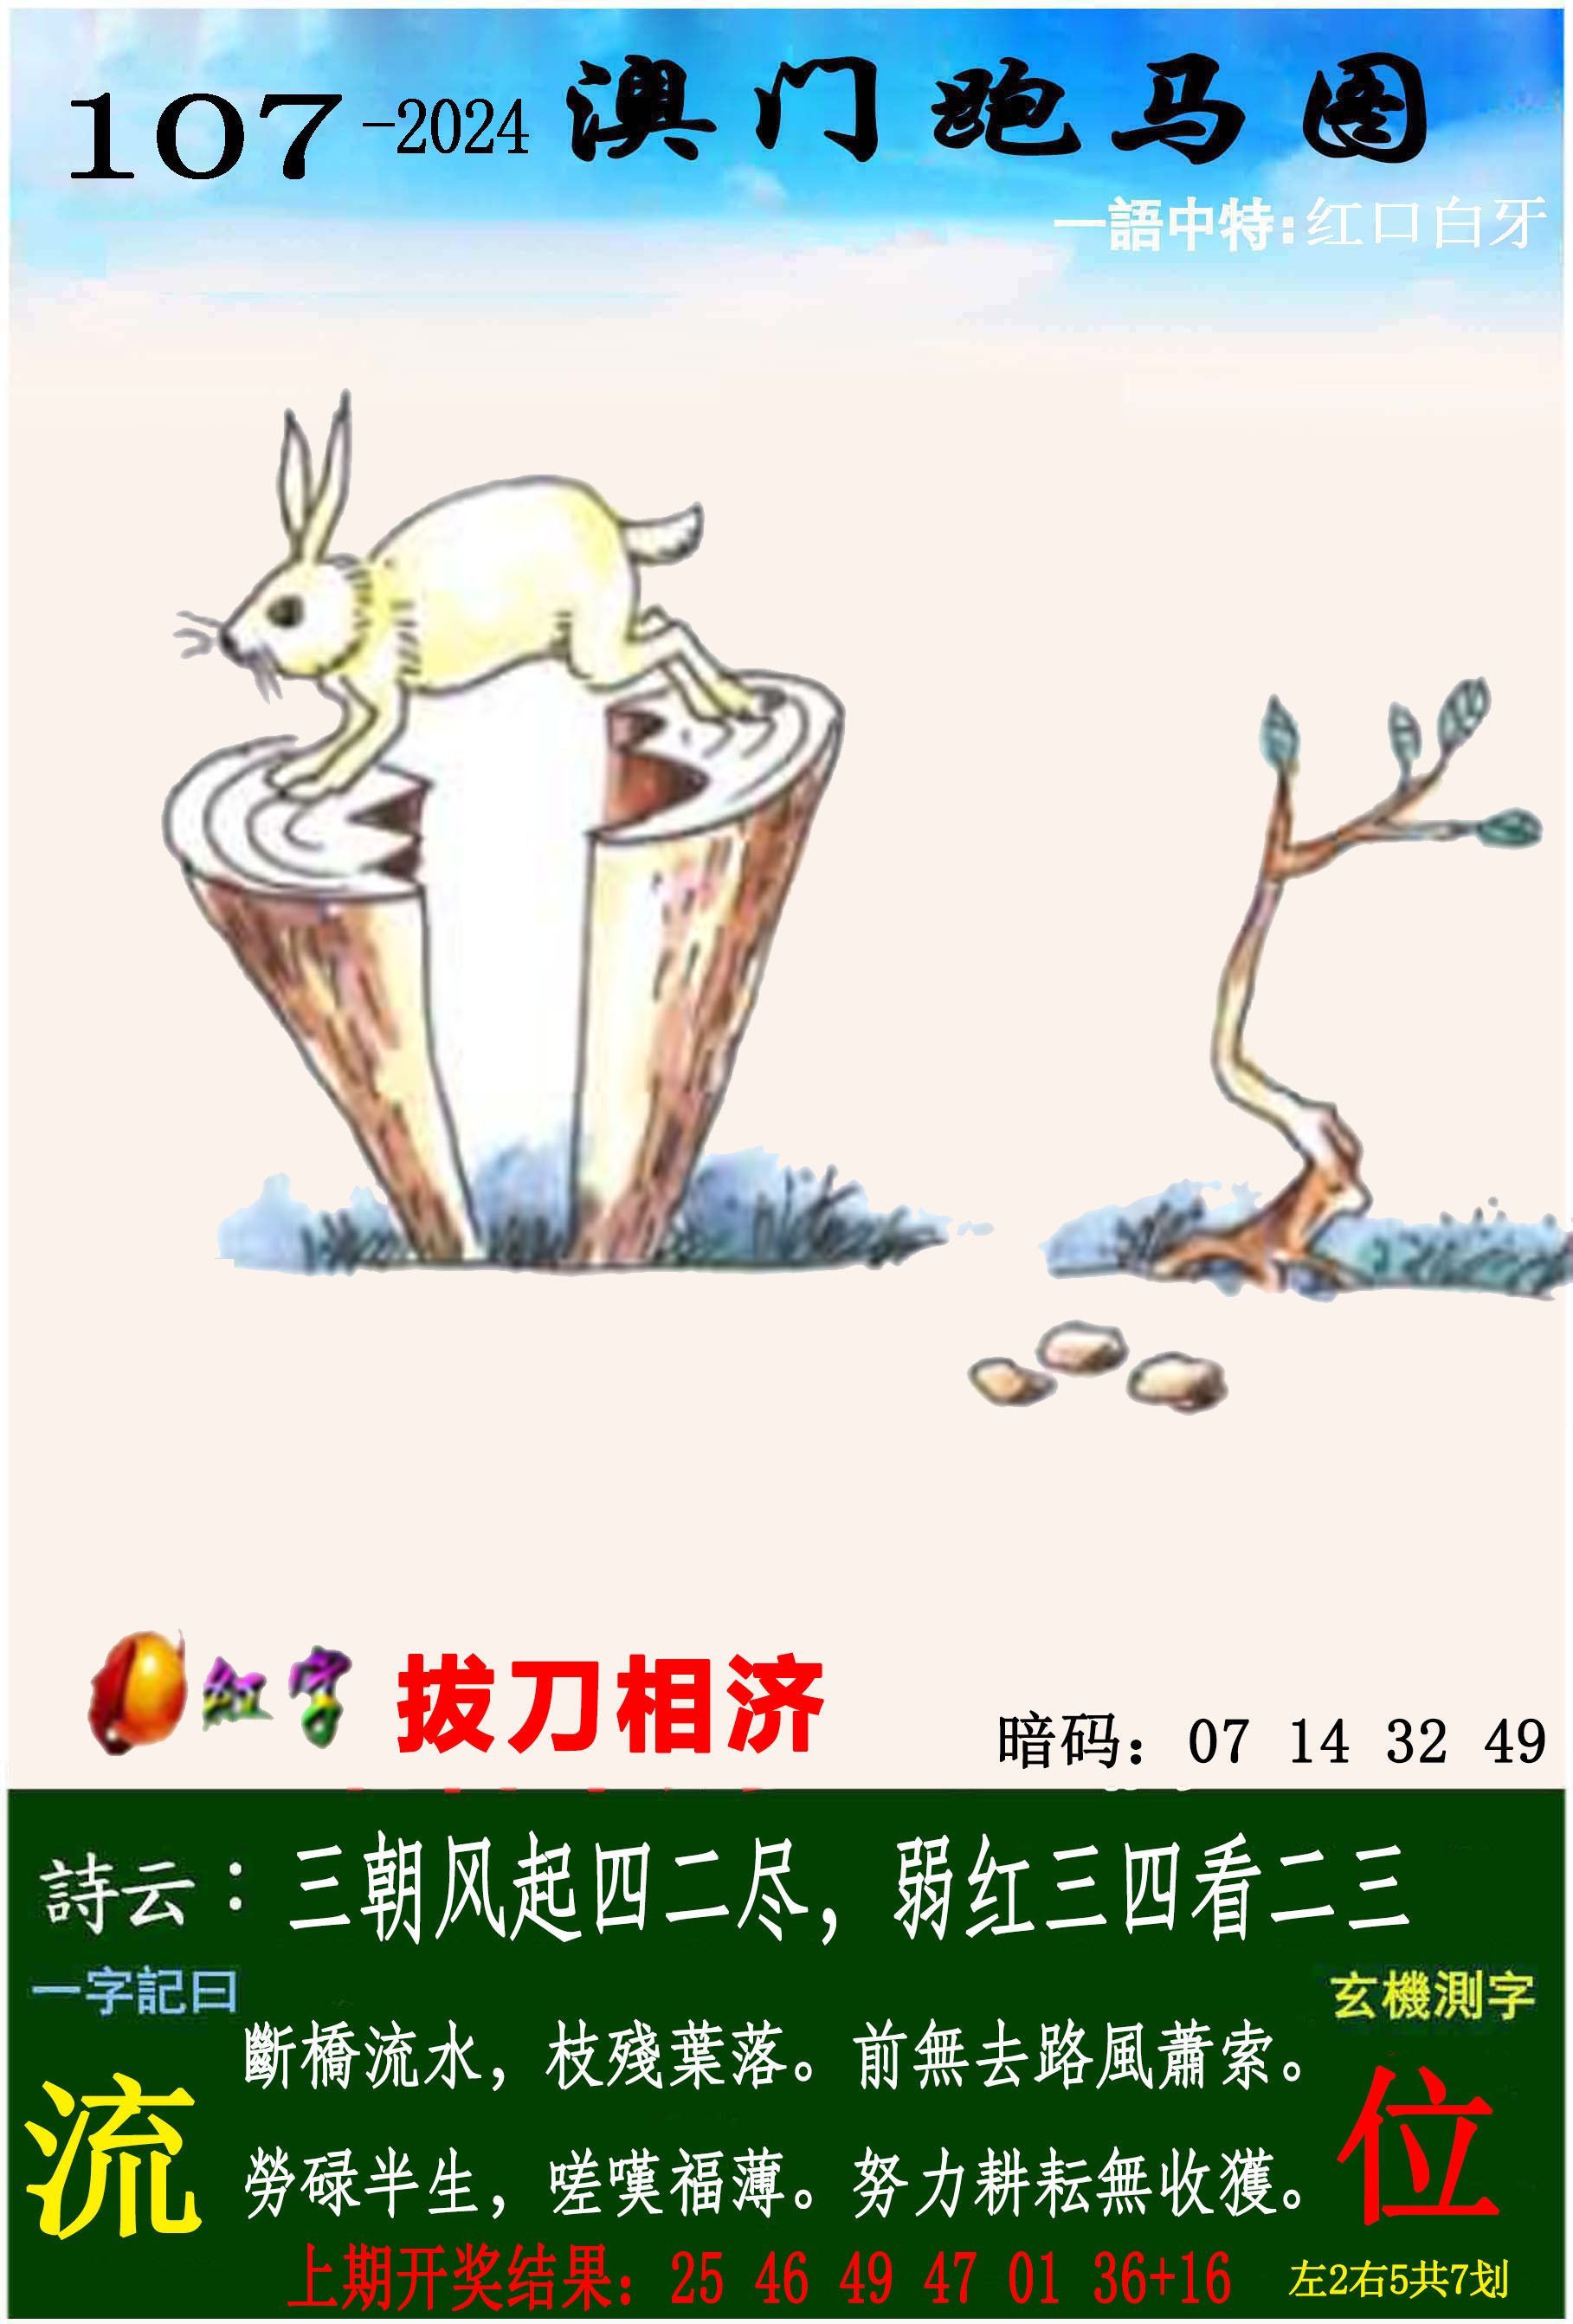 107-2024 澳门跑马图
一語中特:红口白牙
红字 拔刀相济
暗码：07 14 32 49
詩云：三朝风起四二尽，弱红三四看二三
一字記曰
玄機測字
斷橋流水，枝殘葉落。前無去路風蕭索。
流
位
勞碌半生，嗟嘆福薄。努力耕耘無收獲。
上期开奖结果：25 46 49 47 01 36+16
左2右5共7划